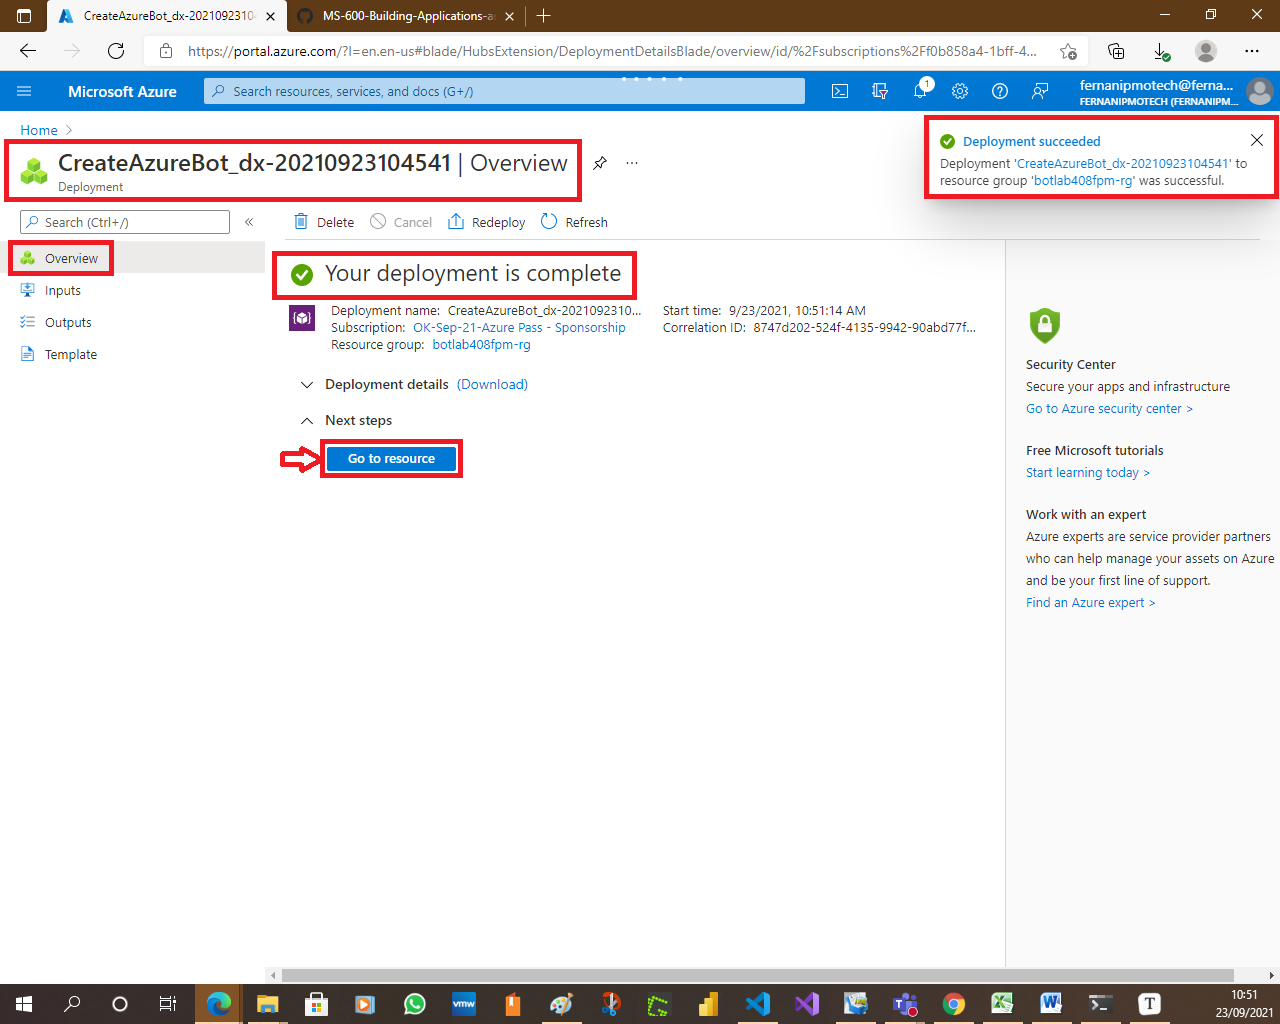 CreateAzureBot_dx-2021092310
MS-600-Building-Applications-a
https://portal.azure.com/?l=en.en-us#blade/HubsExtension/DeploymentDetailsBlade/overview/id/%2Fsubscriptions%2Ff0b858a4-1bff-4...
Microsoft Azure
Search resources, services, and docs (G+/)
1
fernanipmotech@ferna...
FERNANIPMOTECH (FERNANIPM...
Home
CreateAzureBot_dx-20210923104541 | Overview
Deployment
Deployment succeeded
Deployment 'CreateAzureBot_dx-20210923104541' to
resource group 'botlab408fpm-rg' was successful.
Search (Ctrl+/)
Delete
Cancel
Redeploy
Refresh
Overview
Inputs
Outputs
Template
Your deployment is complete
Deployment name: CreateAzureBot_dx-2021092310...
Subscription: OK-Sep-21-Azure Pass - Sponsorship
Resource group: botlab408fpm-rg
Start time: 9/23/2021, 10:51:14 AM
Correlation ID: 8747d202-524f-4135-9942-90abd77f...
Deployment details (Download)
Next steps
Go to resource
Security Center
Secure your apps and infrastructure
Go to Azure security center >
Free Microsoft tutorials
Start learning today >
Work with an expert
Azure experts are service provider partners
who can help manage your assets on Azure
and be your first line of support.
Find an Azure expert >
vmw
T
10:51
23/09/2021